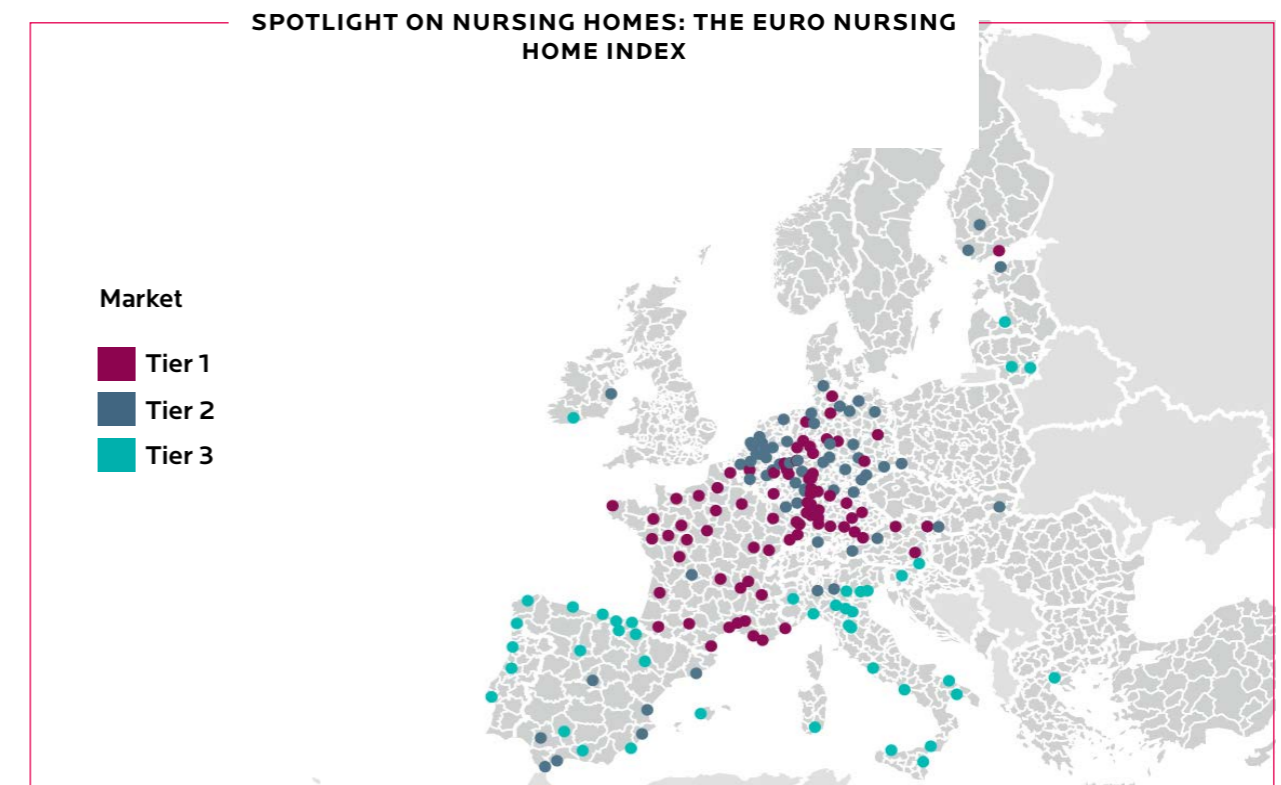 SPOTLIGHT ON NURSING HOMES: THE EURO NURSING
HOME INDEX
Market
Tier 1
Tier 2
Tier 3